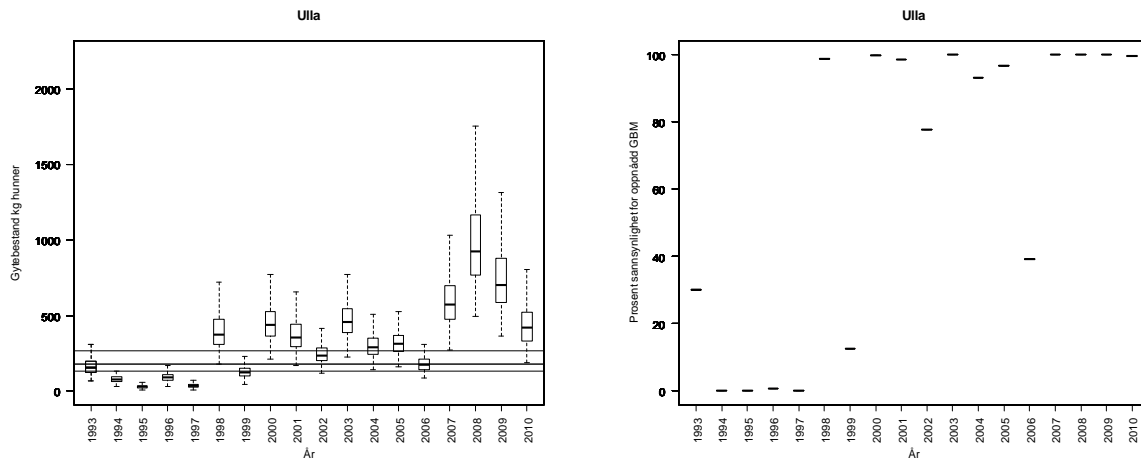 Ulla
Gytebestand kg hunner
2000
1500
1000
500
0
1993 1994 1995 1996 1997 1998 1999 2000 2001 2002 2003 2004 2005 2006 2007 2008 2009 2010
År
Ulla
Prosent sannsynlighet for oppnådd GBM
100
80
60
40
20
0
1993 1994 1995 1996 1997 1998 1999 2000 2001 2002 2003 2004 2005 2006 2007 2008 2009 2010
År